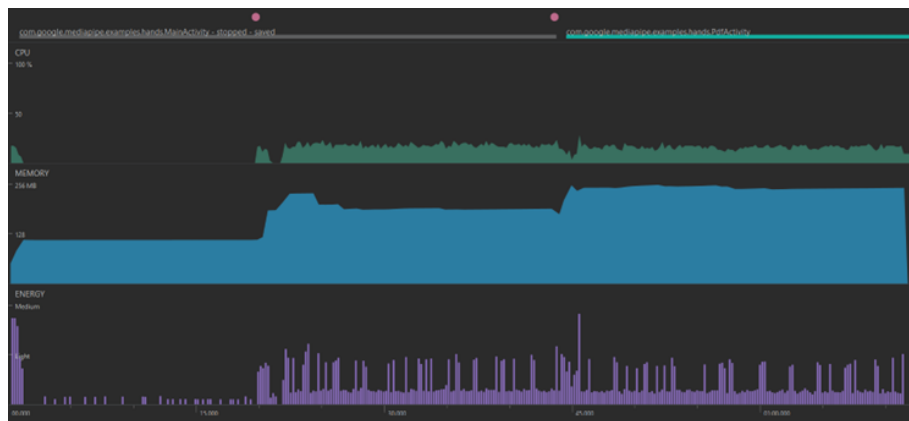 com.google.mediapipe.examples.hands.MainActivity - stopped - saved
com.google.mediapipe.examples.hands.PdfActivity
CPU
100 %
50
MEMORY
256 MB
128
ENERGY
Medium
Light
00.000 15.000 30.000 45.000 01:00.000